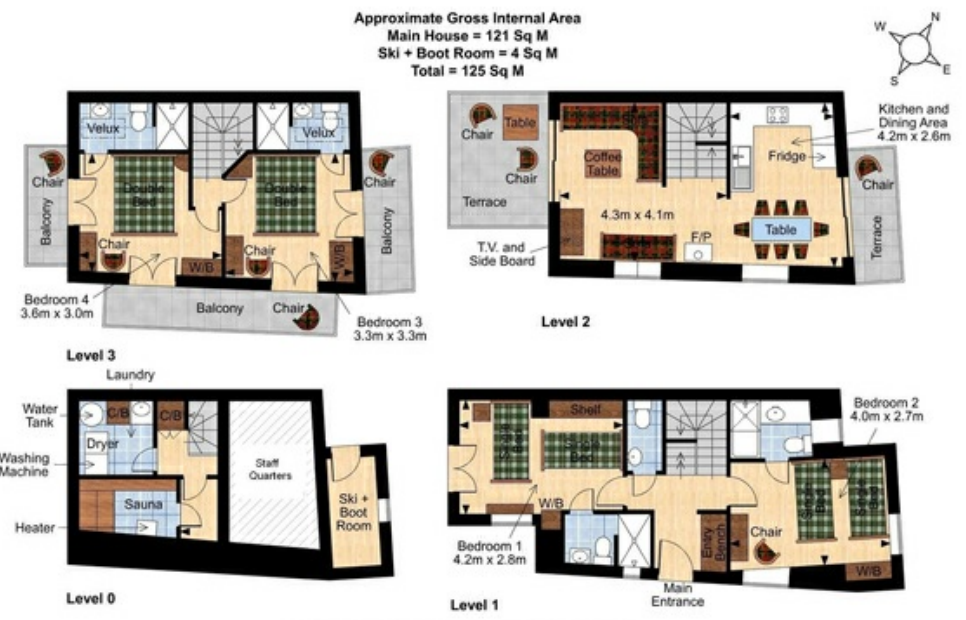 Approximate Gross Internal Area
Main House = 121 Sq M
Ski + Boot Room = 4 Sq M
Total = 125 Sq M
N
W
E
S
Velux
Velux
Double
Bed
Double
Bed
Chair
Chair
Balcony
Balcony
Chair
Chair
W/B
W/B
Balcony
Chair
Bedroom 4
3.6m x 3.0m
Bedroom 3
3.3m x 3.3m
Level 3
Chair
Table
Chair
Terrace
Coffee
Table
4.3m x 4.1m
T.V. and
Side Board
F/P
Fridge
Kitchen and
Dining Area
4.2m x 2.6m
Table
Chair
Terrace
Level 2
Laundry
Water
Tank
C/B
C/B
Dryer
Washing
Machine
Sauna
Heater
Staff
Quarters
Ski +
Boot
Room
Level 0
Shelf
Single
Bed
Single
Bed
W/B
Bedroom 1
4.2m x 2.8m
Entry
Bench
Main
Entrance
Chair
Single
Bed
Single
Bed
W/B
Bedroom 2
4.0m x 2.7m
Level 1